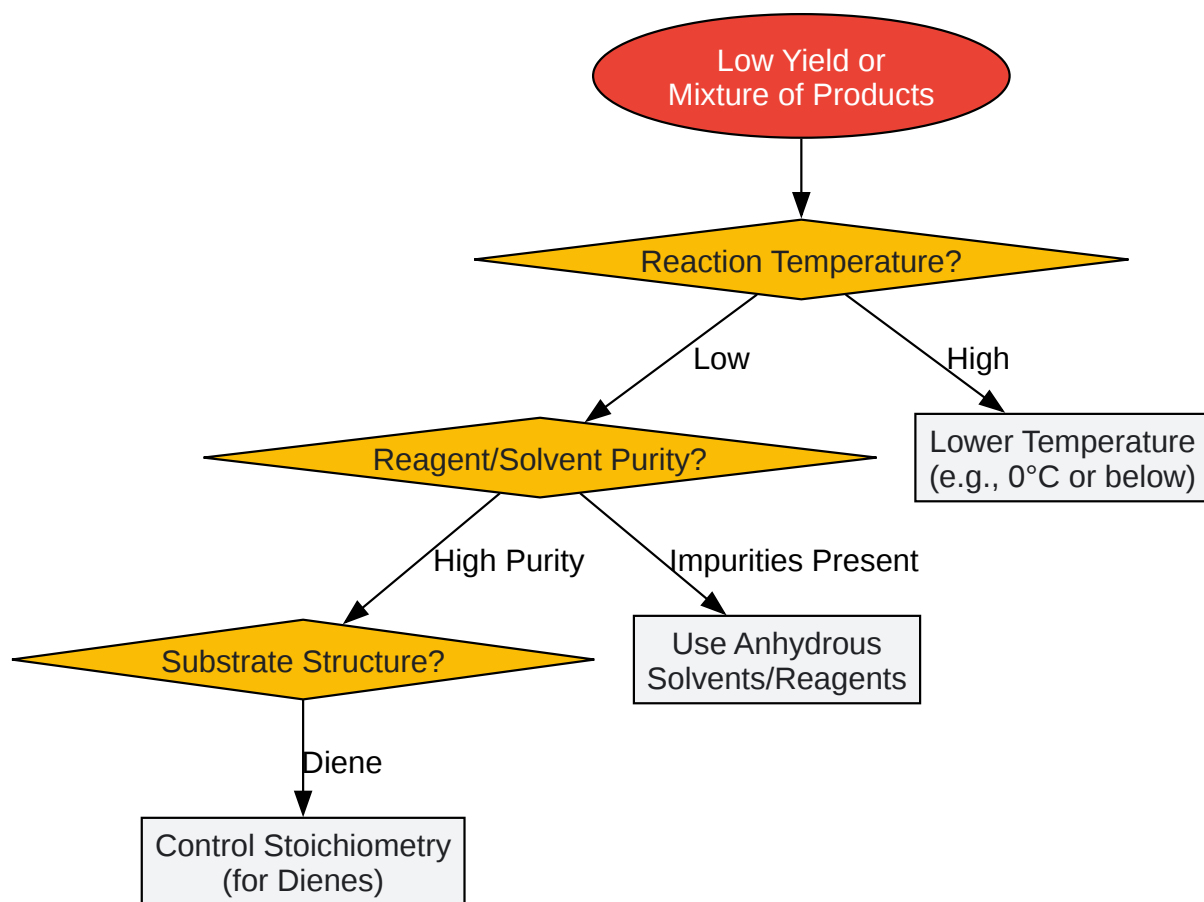 Low Yield or
Mixture of Products
Reaction Temperature?
Low
High
Reagent/Solvent Purity?
Lower Temperature
(e.g., 0°C or below)
High Purity
Impurities Present
Substrate Structure?
Use Anhydrous
Solvents/Reagents
Diene
Control Stoichiometry
(for Dienes)